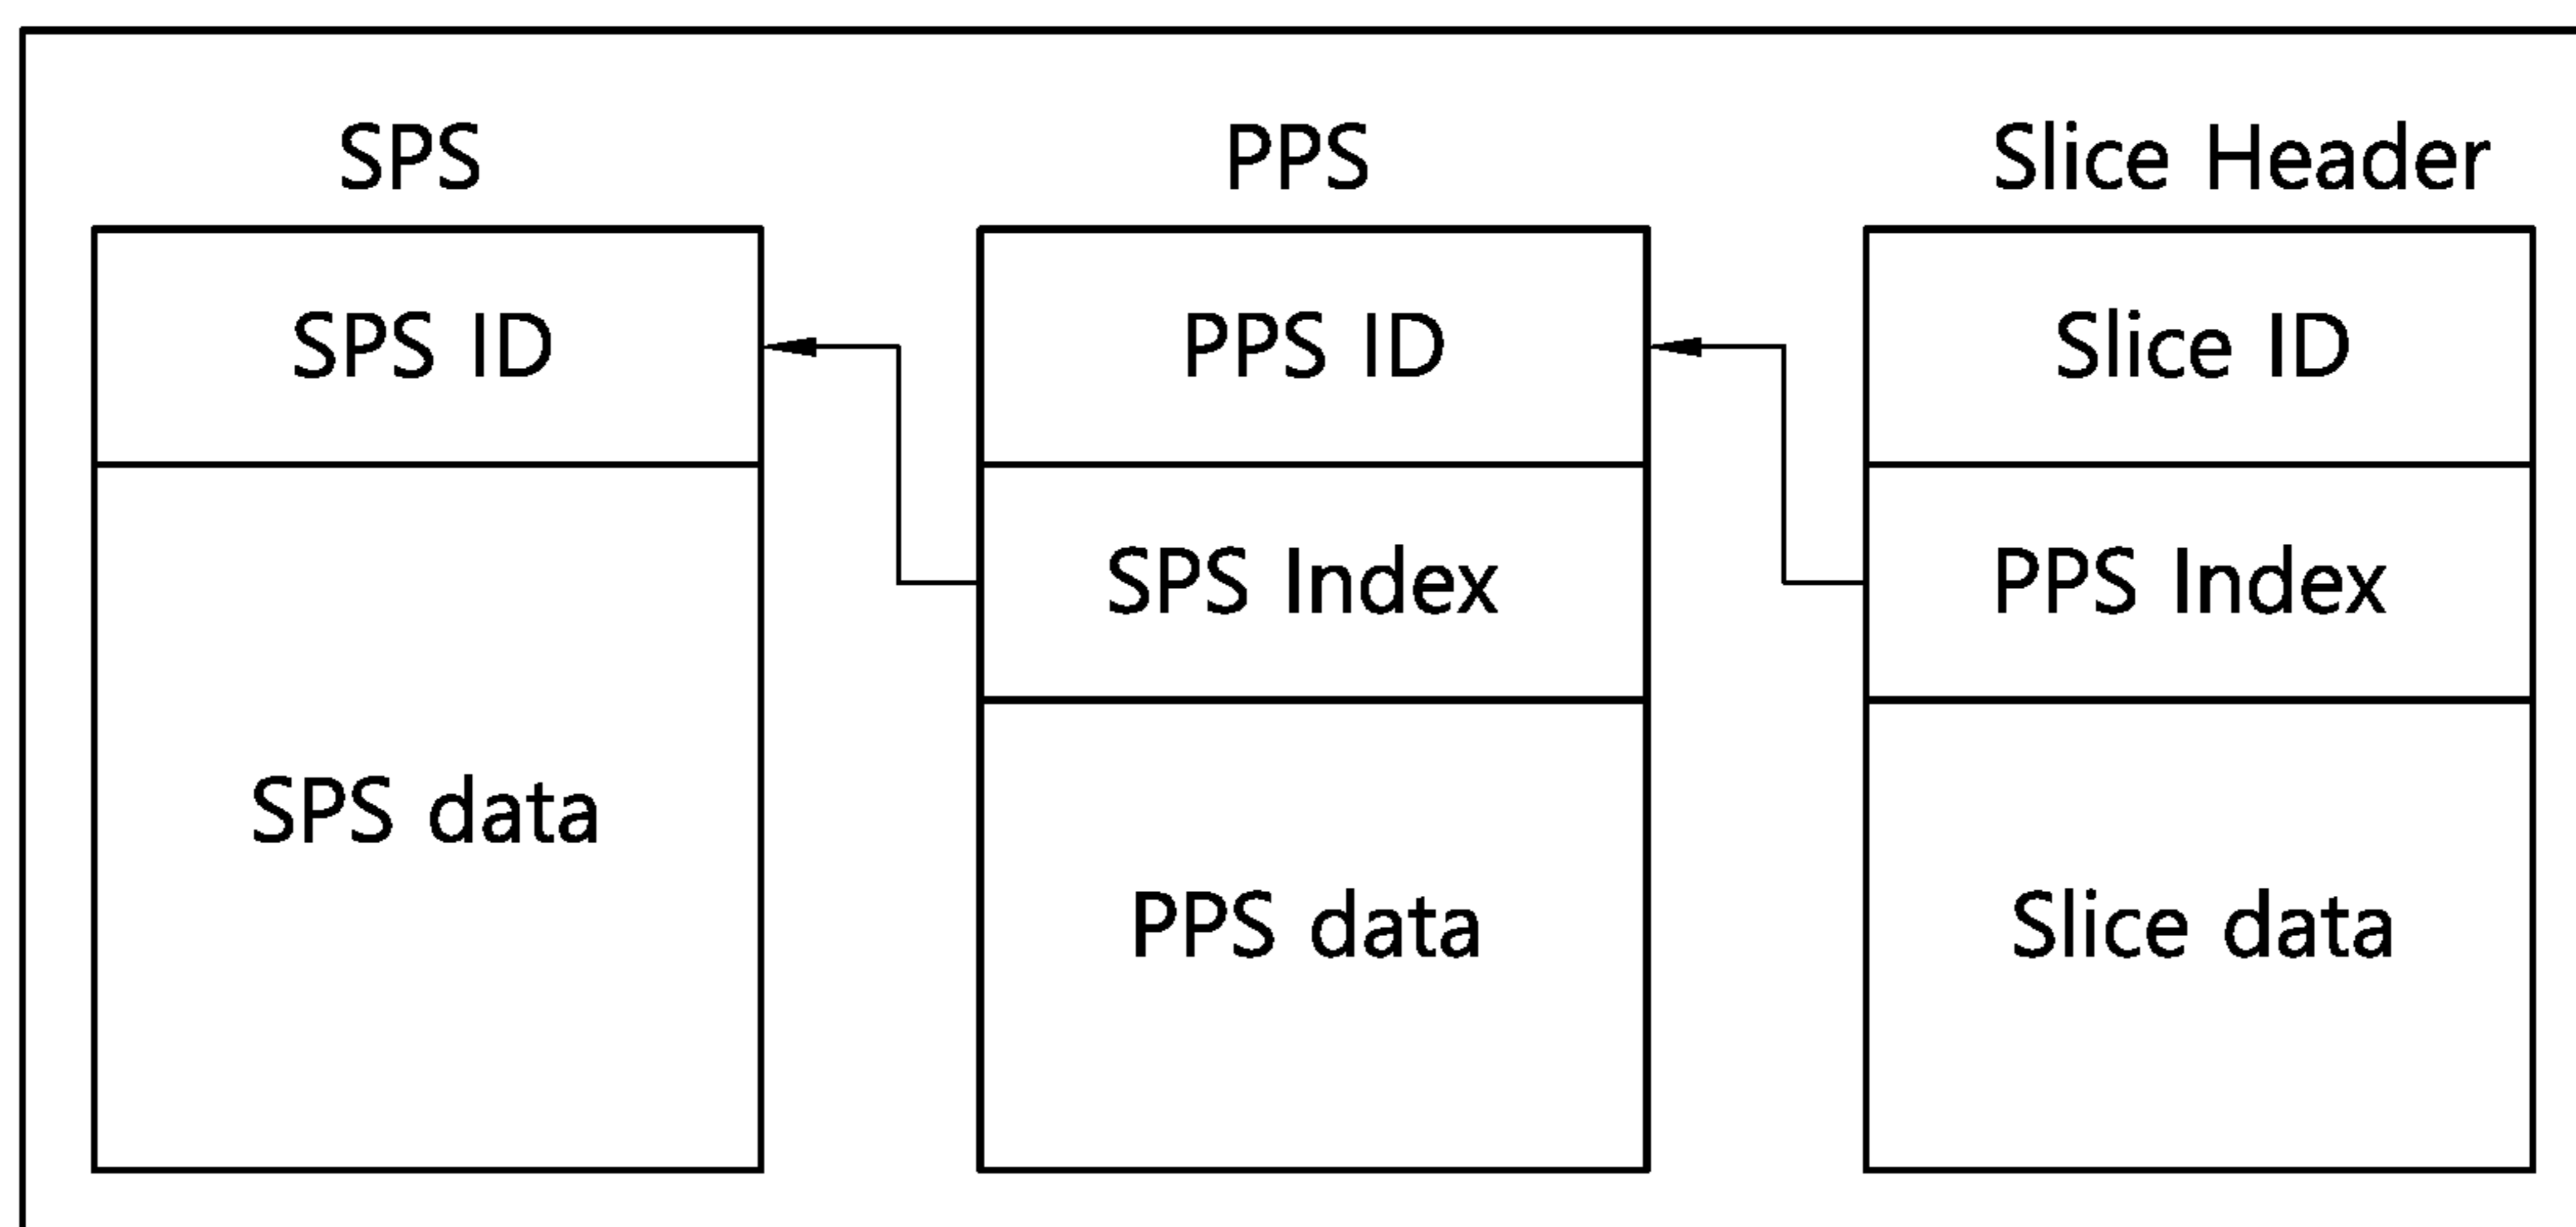 SPS
SPS ID
SPS data
PPS
PPS ID
SPS Index
PPS data
Slice Header
Slice ID
PPS Index
Slice data